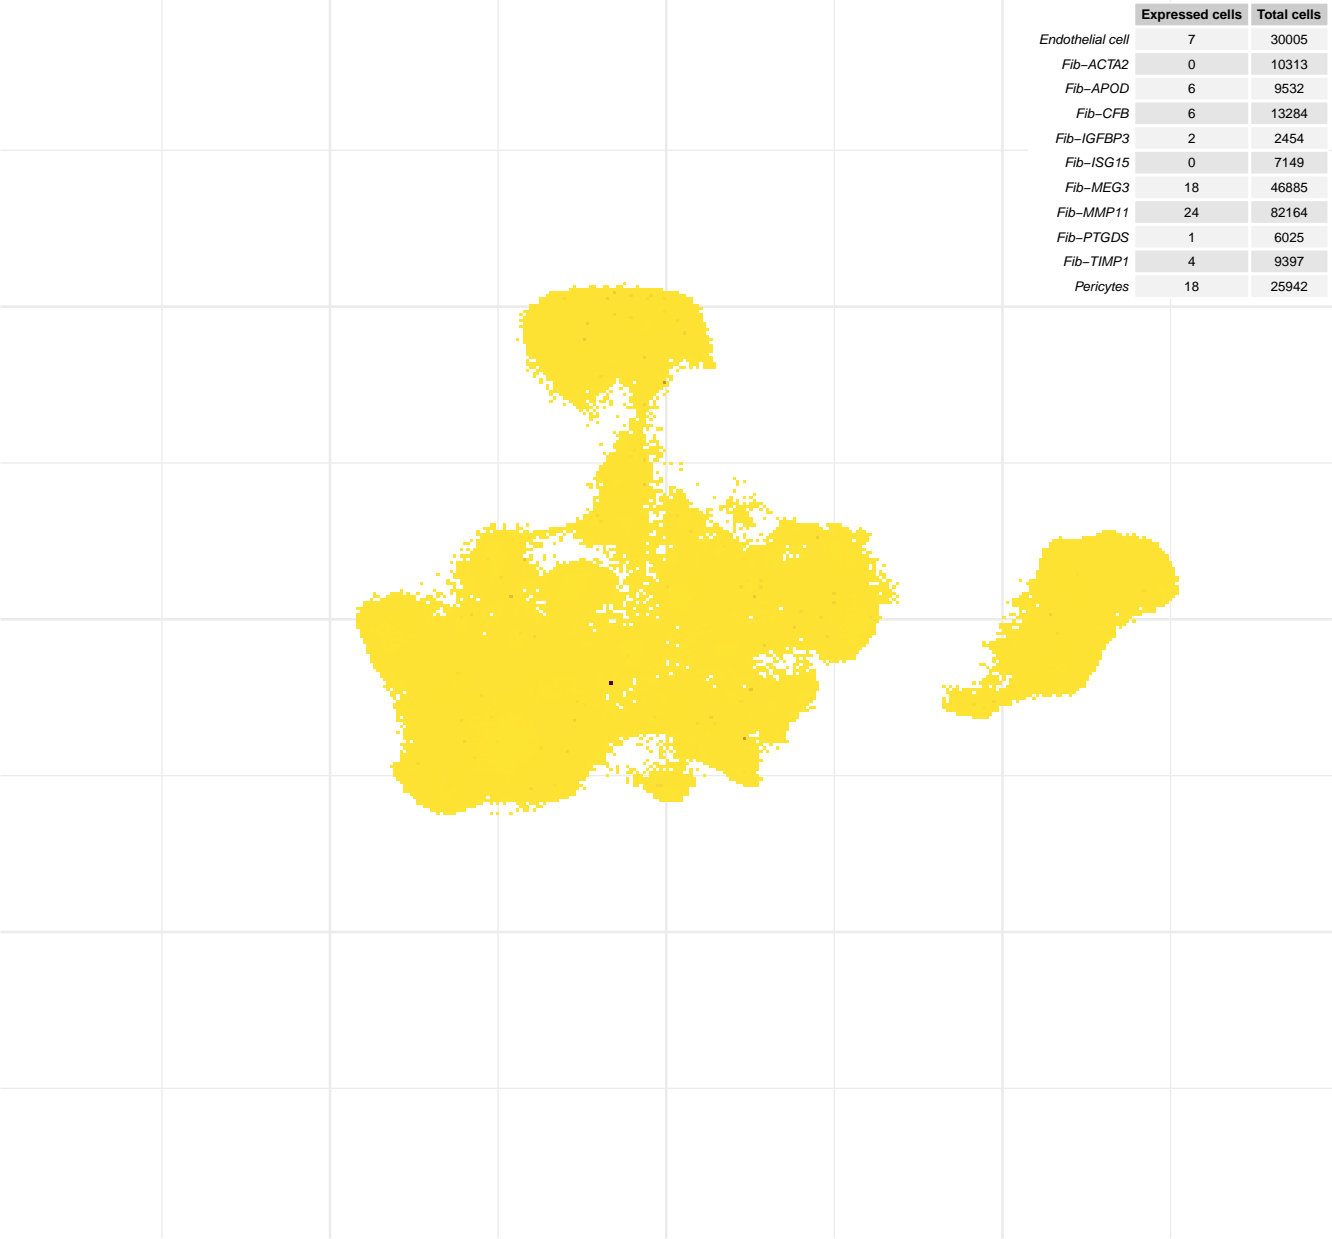 Expressed cells Total cells
Endothelial cell 7 30005
Fib−ACTA2 0 10313
Fib−APOD 6 9532
Fib−CFB 6 13284
Fib−IGFBP3 2 2454
Fib−ISG15 0 7149
Fib−MEG3 18 46885
Fib−MMP11 24 82164
Fib−PTGDS 1 6025
Fib−TIMP1 4 9397
Pericytes 18 25942